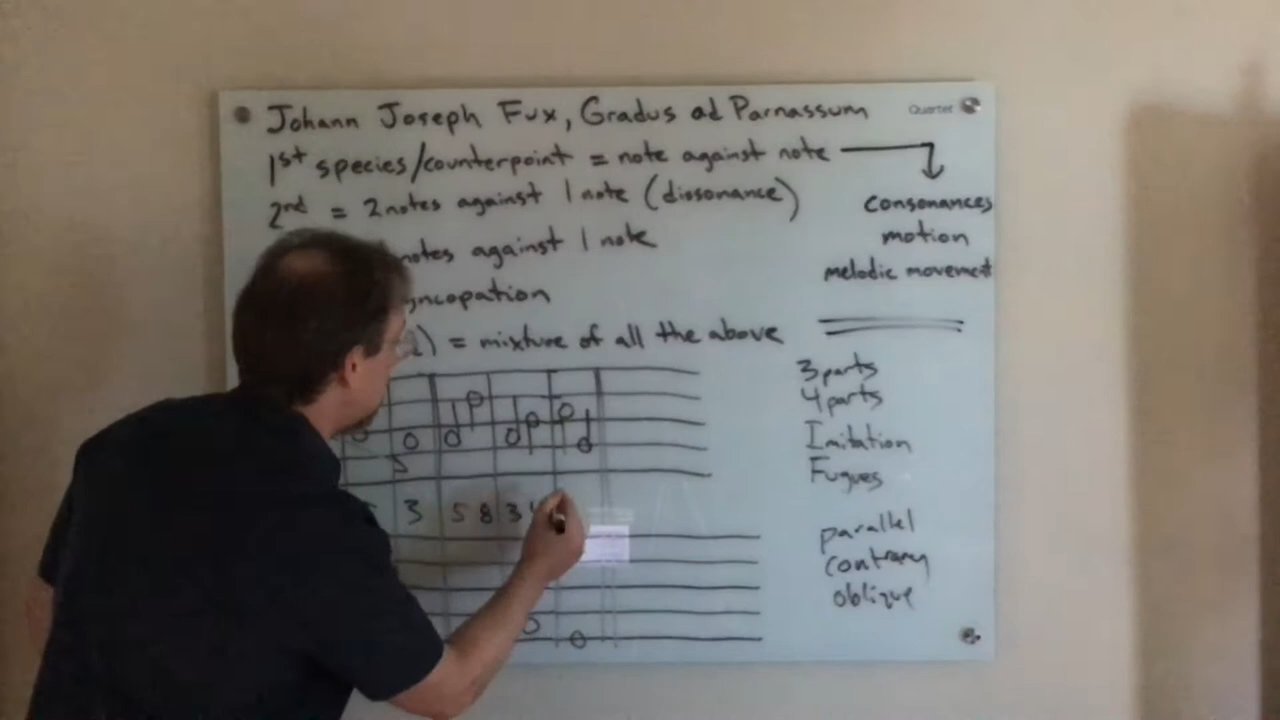 Johann Joseph Fux, Gradus ad Parnassum
Quartet
1st species/counterpoint = note against note
2nd = 2 notes against 1 note (dissonance)
notes against 1 note
= mixture of all the above
consonances
motion
melodic movement
3 parts
4 parts
Imitation
Fugues
3 5 8 3
parallel
contrary
oblique